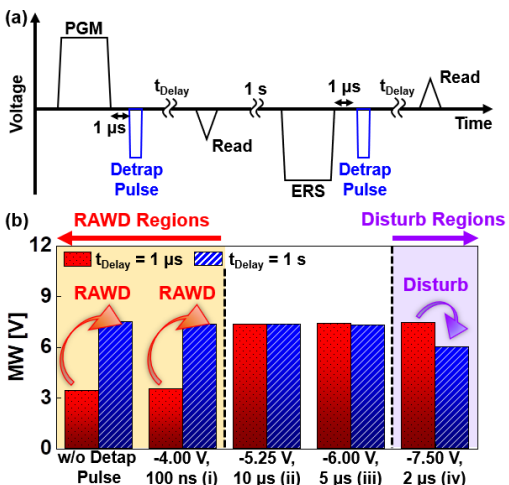 (a)
PGM
Voltage
1 µs
Detrap
Pulse
tDelay
Read
1 s
ERS
1 µs
Detrap
Pulse
tDelay
Read
Time
(b)
RAWD Regions
Disturb Regions
MW [V]
12
9
6
3
0
tDelay = 1 µs
tDelay = 1 s
RAWD
RAWD
Disturb
w/o Detap
Pulse
-4.00 V,
100 ns (i)
-5.25 V,
10 µs (ii)
-6.00 V,
5 µs (iii)
-7.50 V,
2 µs (iv)